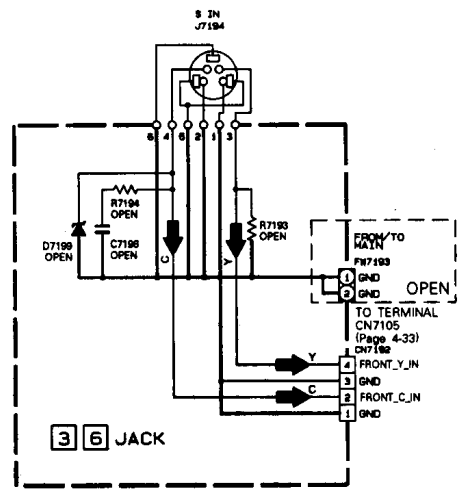 S IN
J7194
6 4 5 2 1 3
R7194
OPEN
R7193
OPEN
D7199
OPEN
C7196
OPEN
C
Y
FROM/TO
MAIN
FW7193
1 GND
2 GND
OPEN
TO TERMINAL
CN7105
(Page 4-33)
CN7192
Y
4 FRONT_Y_IN
3 GND
C
2 FRONT_C_IN
1 GND
3 6 JACK